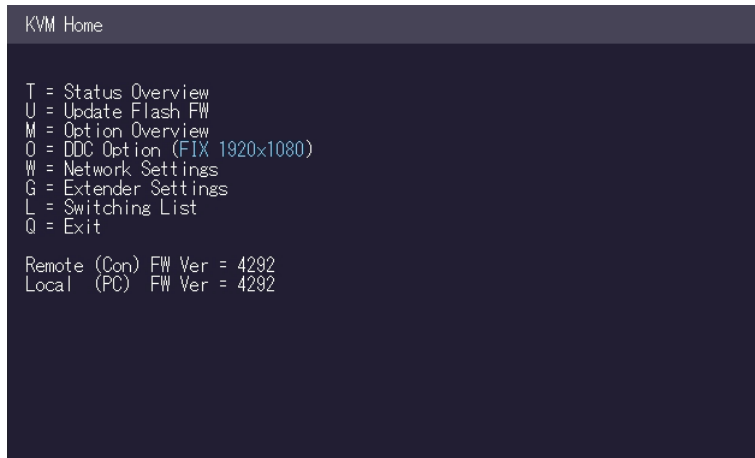 KVM Home
T = Status Overview
U = Update Flash FW
M = Option Overview
O = DDC Option (FIX 1920x1080)
W = Network Settings
G = Extender Settings
L = Switching List
Q = Exit
Remote (Con) FW Ver = 4292
Local (PC) FW Ver = 4292